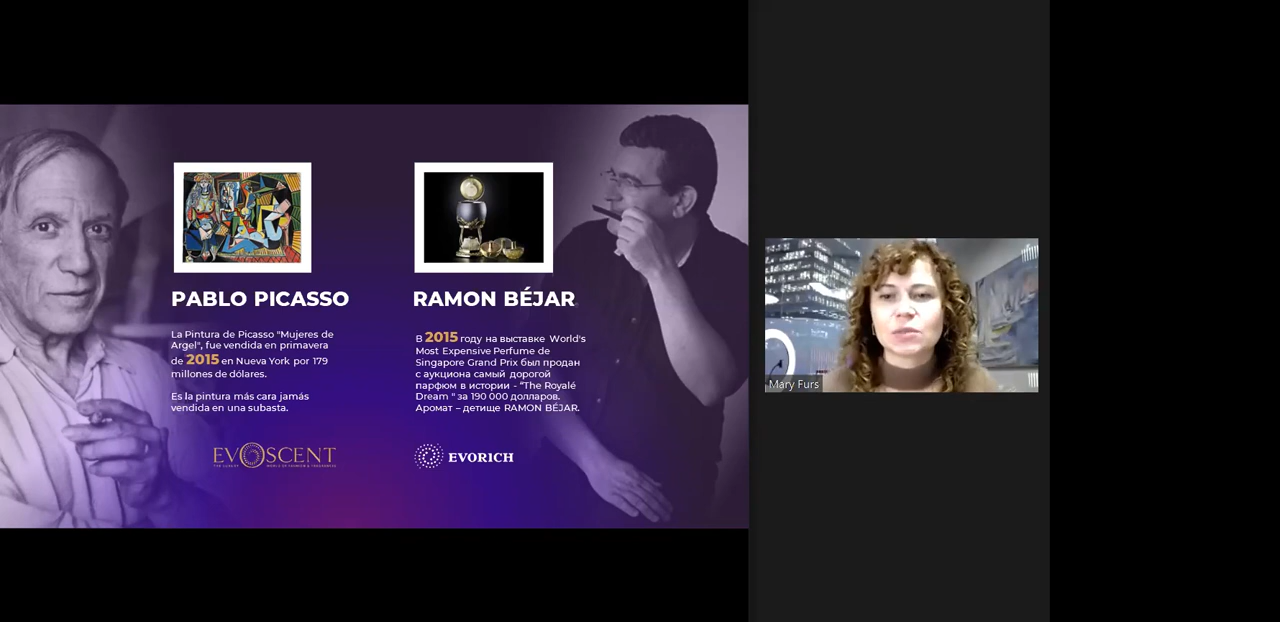 PABLO PICASSO
La Pintura de Picasso "Mujeres de
Argel", fue vendida en primavera
de 2015 en Nueva York por 179
millones de dólares.
Es la pintura más cara jamás
vendida en una subasta.
EVOSCENT
RAMON BÉJAR
В 2015 году на выставке World's
Most Expensive Perfume de
Singapore Grand Prix был продан
с аукциона самый дорогой
парфюм в истории - "The Royalé
Dream " за 190 000 долларов.
Аромат – детище RAMON BÉJAR.
EVORICH
Mary Furs